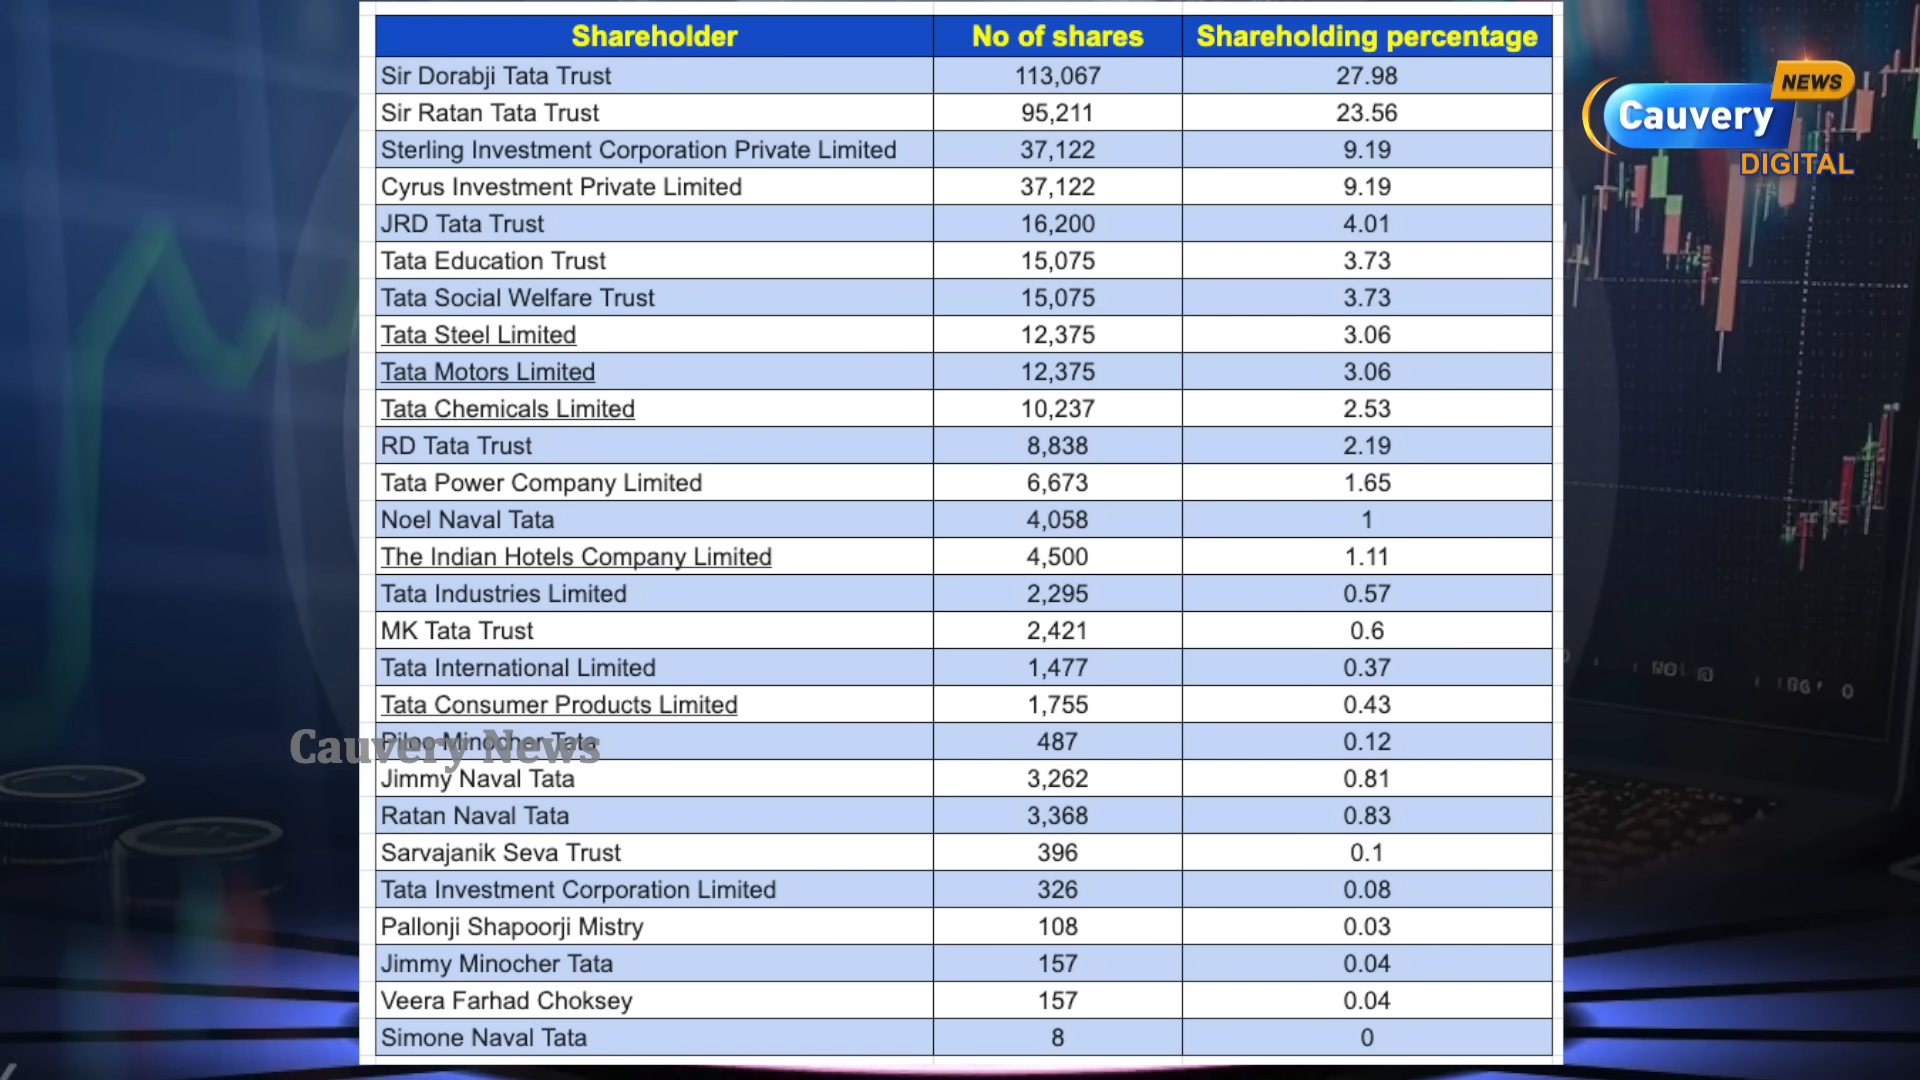 Shareholder No of shares Shareholding percentage
Sir Dorabji Tata Trust 113,067 27.98
Sir Ratan Tata Trust 95,211 23.56
Sterling Investment Corporation Private Limited 37,122 9.19
Cyrus Investment Private Limited 37,122 9.19
JRD Tata Trust 16,200 4.01
Tata Education Trust 15,075 3.73
Tata Social Welfare Trust 15,075 3.73
Tata Steel Limited 12,375 3.06
Tata Motors Limited 12,375 3.06
Tata Chemicals Limited 10,237 2.53
RD Tata Trust 8,838 2.19
Tata Power Company Limited 6,673 1.65
Noel Naval Tata 4,058 1
The Indian Hotels Company Limited 4,500 1.11
Tata Industries Limited 2,295 0.57
MK Tata Trust 2,421 0.6
Tata International Limited 1,477 0.37
Tata Consumer Products Limited 1,755 0.43
Piloo Minocher Tata 487 0.12
Jimmy Naval Tata 3,262 0.81
Ratan Naval Tata 3,368 0.83
Sarvajanik Seva Trust 396 0.1
Tata Investment Corporation Limited 326 0.08
Pallonji Shapoorji Mistry 108 0.03
Jimmy Minocher Tata 157 0.04
Veera Farhad Choksey 157 0.04
Simone Naval Tata 8 0
Cauvery News
NEWS
Cauvery
DIGITAL